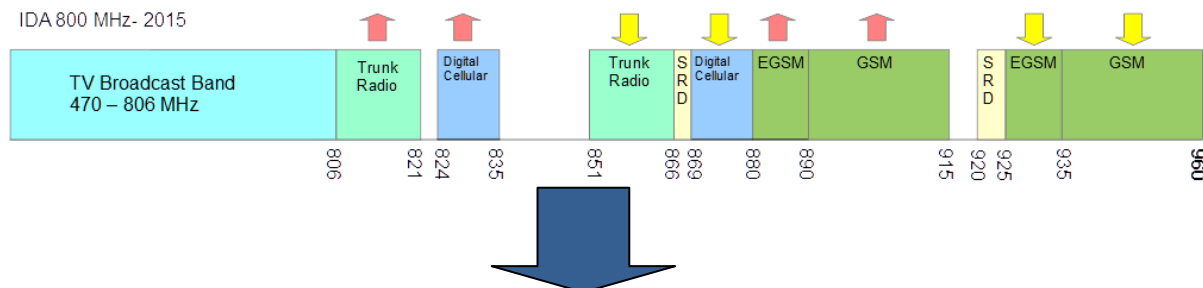 IDA 800 MHz- 2015
TV Broadcast Band
470 – 806 MHz
Trunk
Radio
Digital
Cellular
Trunk
Radio
S
R
D
Digital
Cellular
EGSM
GSM
S
R
D
EGSM
GSM
806
821
824
835
851
866
869
880
890
915
920
925
935
960